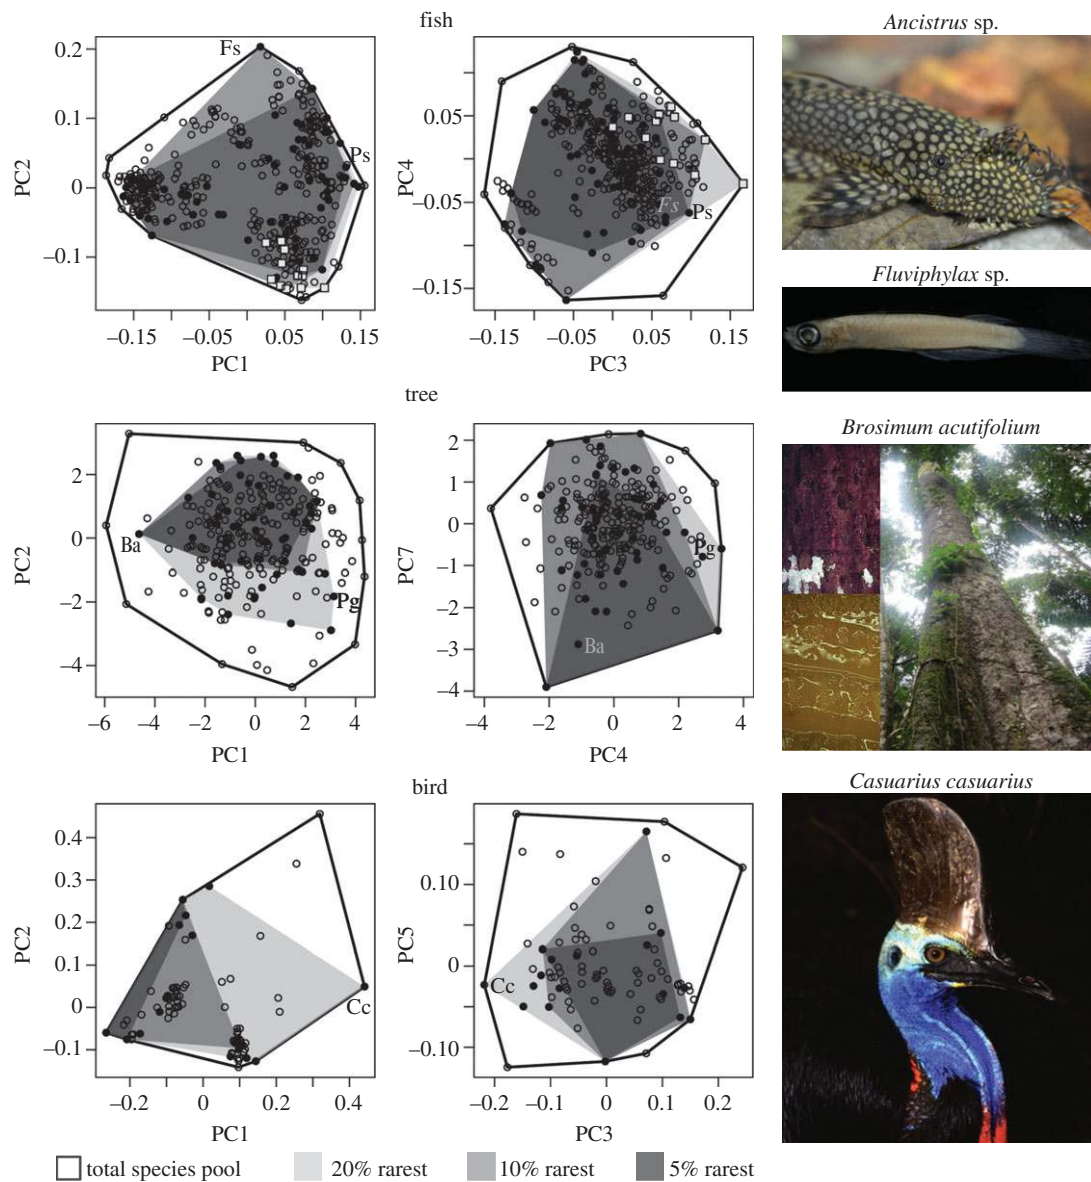 fish
Ancistrus sp.
0.2
0.1
0
–0.1
PC2
Fs
Ps
–0.15
–0.05
0.05
0.15
PC1
0.05
–0.05
–0.15
PC4
Fs
Ps
–0.15
–0.05
0.05
0.15
PC3
Fluviphylax sp.
tree
Brosimum acutifolium
2
0
–2
–4
PC2
Ba
Pg
–6
–4
–2
0
2
4
PC1
2
1
0
–1
–2
–3
–4
PC7
Pg
Ba
–4
–2
0
2
4
PC4
bird
Casuarius casuarius
0.4
0.3
0.2
0.1
0
–0.1
PC2
Cc
–0.2
0
0.2
0.4
PC1
0.10
0
–0.10
PC5
Cc
–0.2
–0.1
0
0.1
0.2
PC3
total species pool
20% rarest
10% rarest
5% rarest